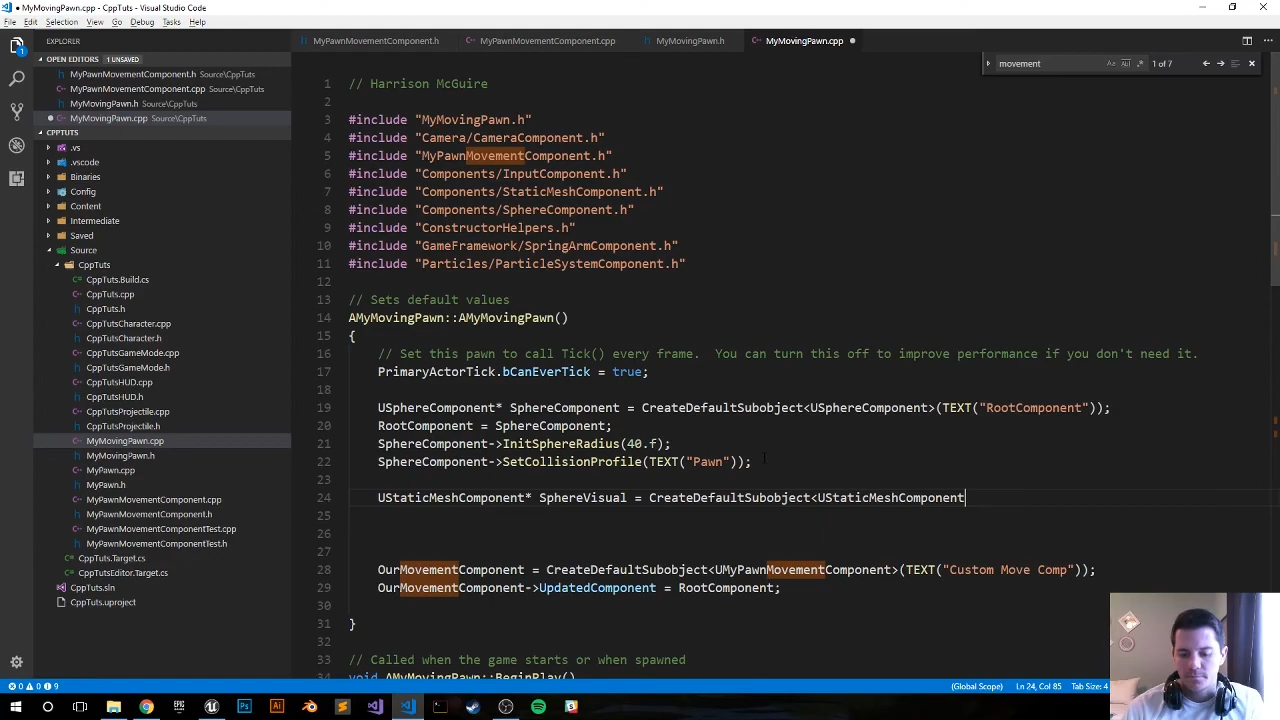 MyMovingPawn.cpp - Visual Studio Code
File Edit Selection View Go Debug Tasks Help
EXPLORER
MyPawnMovementComponent.h
MyPawnMovementComponent.cpp
MyMovingPawn.h
MyMovingPawn.cpp
OPEN EDITORS 1 UNSAVED
MyPawnMovementComponent.h Source\CppTuts
MyPawnMovementComponent.cpp Source\CppTuts
MyMovingPawn.h Source\CppTuts
MyMovingPawn.cpp Source\CppTuts
CPPTUTS
.vs
.vscode
Binaries
Config
Content
Intermediate
Saved
Source
CppTuts
CppTuts.Build.cs
CppTuts.cpp
CppTuts.h
CppTutsCharacter.cpp
CppTutsCharacter.h
CppTutsGameMode.cpp
CppTutsGameMode.h
CppTutsHUD.cpp
CppTutsHUD.h
CppTutsProjectile.cpp
CppTutsProjectile.h
MyMovingPawn.cpp
MyMovingPawn.h
MyPawn.cpp
MyPawn.h
MyPawnMovementComponent.cpp
MyPawnMovementComponent.h
MyPawnMovementComponentTest.cpp
MyPawnMovementComponentTest.h
CppTuts.Target.cs
CppTutsEditor.Target.cs
CppTuts.sln
CppTuts.uproject
movement
1 of 7
1 // Harrison McGuire
2
3 #include "MyMovingPawn.h"
4 #include "Camera/CameraComponent.h"
5 #include "MyPawnMovementComponent.h"
6 #include "Components/InputComponent.h"
7 #include "Components/StaticMeshComponent.h"
8 #include "Components/SphereComponent.h"
9 #include "ConstructorHelpers.h"
10 #include "GameFramework/SpringArmComponent.h"
11 #include "Particles/ParticleSystemComponent.h"
12
13 // Sets default values
14 AMyMovingPawn::AMyMovingPawn()
15 {
16 // Set this pawn to call Tick() every frame.  You can turn this off to improve performance if you don't need it.
17 PrimaryActorTick.bCanEverTick = true;
18
19 USphereComponent* SphereComponent = CreateDefaultSubobject<USphereComponent>(TEXT("RootComponent"));
20 RootComponent = SphereComponent;
21 SphereComponent->InitSphereRadius(40.f);
22 SphereComponent->SetCollisionProfile(TEXT("Pawn"));
23
24 UStaticMeshComponent* SphereVisual = CreateDefaultSubobject<UStaticMeshComponent
25
26
27
28 OurMovementComponent = CreateDefaultSubobject<UMyPawnMovementComponent>(TEXT("Custom Move Comp"));
29 OurMovementComponent->UpdatedComponent = RootComponent;
30
31 }
32
33 // Called when the game starts or when spawned
34 void AMyMovingPawn::BeginPlay()
0 0 9
(Global Scope) Ln 24, Col 85 Tab Size: 4